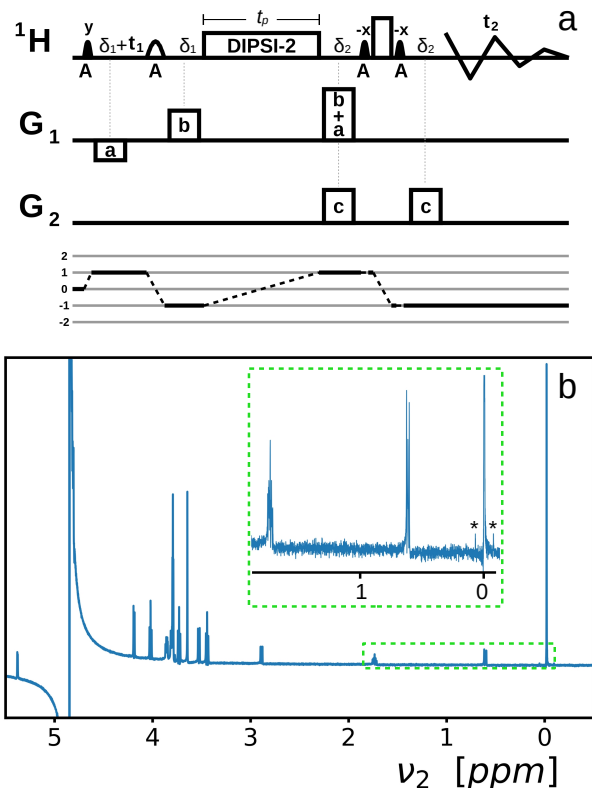 tₚ
a
y
-x
-x
¹H
δ₁+t₁
δ₁
DIPSI-2
δ₂
δ₂
t₂
A
A
A
A
G₁
a
b
b
+
a
G₂
c
c
2
1
0
-1
-2
b
*
*
1
0
5
4
3
2
1
0
ν₂ [ppm]